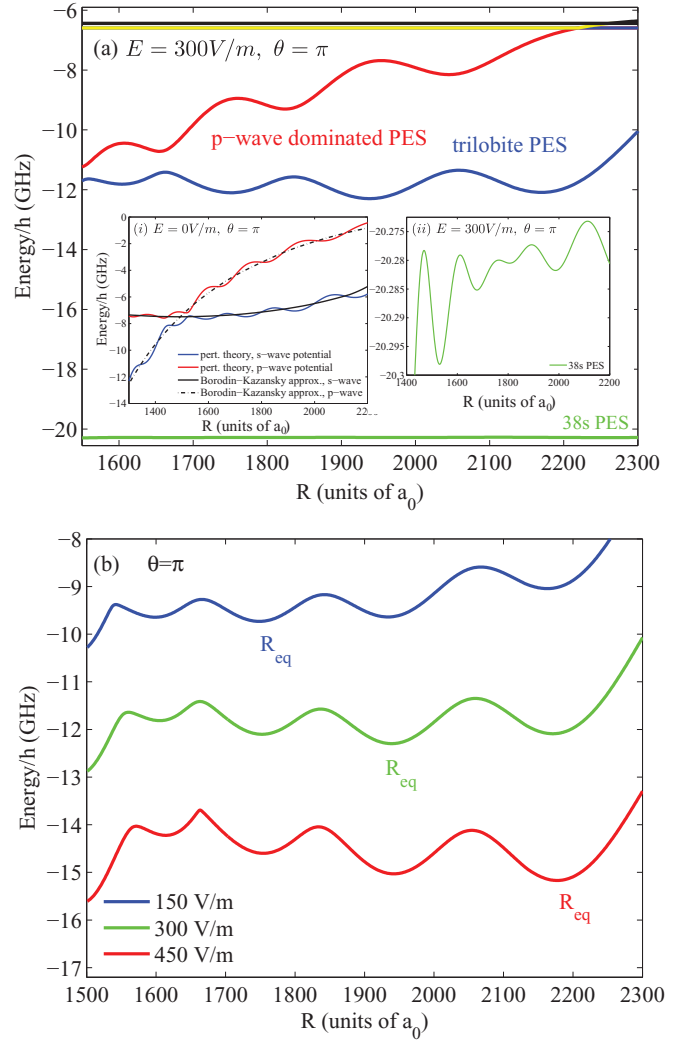 (a) E = 300V/m, θ = π
−6
−8
−10
−12
−14
−16
−18
−20
Energy/h (GHz)
p−wave dominated PES
trilobite PES
(i) E = 0V/m, θ = π
0
−2
−4
−6
−8
−10
−12
−14
Energy/h (GHz)
pert. theory, s−wave potential
pert. theory, p−wave potential
Borodin−Kazansky approx., s−wave
Borodin−Kazansky approx., p−wave
1400 1600 1800 2000
R (units of a0)
(ii) E = 300V/m, θ = π
−20.275
−20.28
−20.285
−20.29
−20.295
−20.3
38s PES
1400 1600 1800 2000 2200
R (units of a0)
38s PES
1600 1700 1800 1900 2000 2100 2200 2300
R (units of a0)
(b) θ=π
−8
−9
−10
−11
−12
−13
−14
−15
−16
−17
Energy/h (GHz)
Req
Req
Req
150 V/m
300 V/m
450 V/m
1500 1600 1700 1800 1900 2000 2100 2200 2300
R (units of a0)